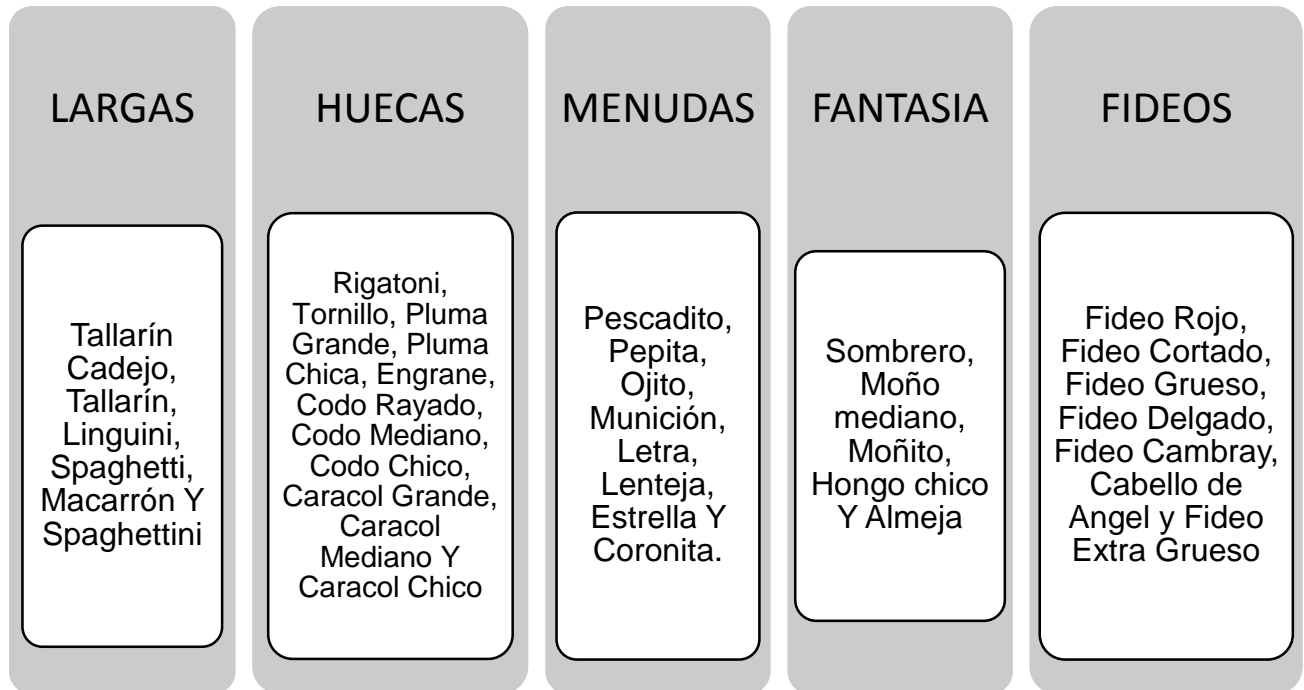 LARGAS
Tallarín
Cadejo,
Tallarín,
Linguini,
Spaghetti,
Macarrón Y
Spaghettini
HUECAS
Rigatoni,
Tornillo, Pluma
Grande, Pluma
Chica, Engrane,
Codo Rayado,
Codo Mediano,
Codo Chico,
Caracol Grande,
Caracol
Mediano Y
Caracol Chico
MENUDAS
Pescadito,
Pepita,
Ojito,
Munición,
Letra,
Lenteja,
Estrella Y
Coronita.
FANTASIA
Sombrero,
Moño
mediano,
Moñito,
Hongo chico
Y Almeja
FIDEOS
Fideo Rojo,
Fideo Cortado,
Fideo Grueso,
Fideo Delgado,
Fideo Cambray,
Cabello de
Angel y Fideo
Extra Grueso